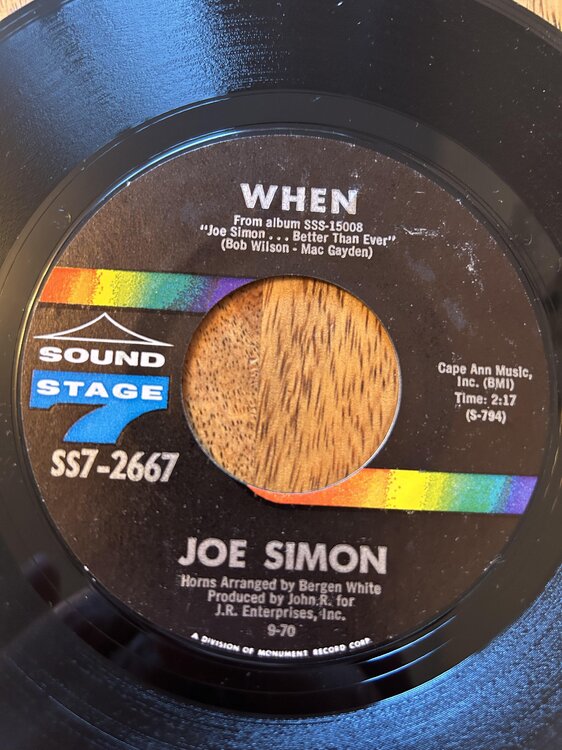 WHEN
From album SSS-15008
"Joe Simon . . . Better Than Ever"
(Bob Wilson - Mac Gayden)
SOUND
STAGE
7
SS7-2667
Cape Ann Music,
Inc. (BMI)
Time: 2:17
(S-794)
JOE SIMON
Horns Arranged by Bergen White
Produced by John R. for
J.R. Enterprises, Inc.
9-70
A DIVISION OF MONUMENT RECORD CORP.